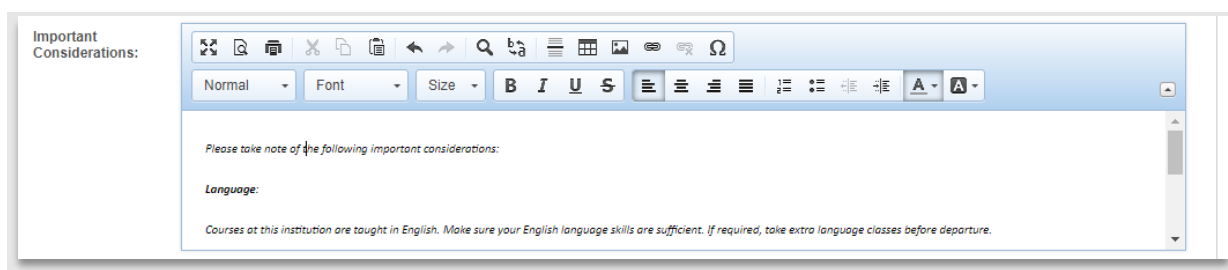 Important
Considerations:
Normal Font Size B I U S A A
Please take note of the following important considerations:
Language:
Courses at this institution are taught in English. Make sure your English language skills are sufficient. If required, take extra language classes before departure.